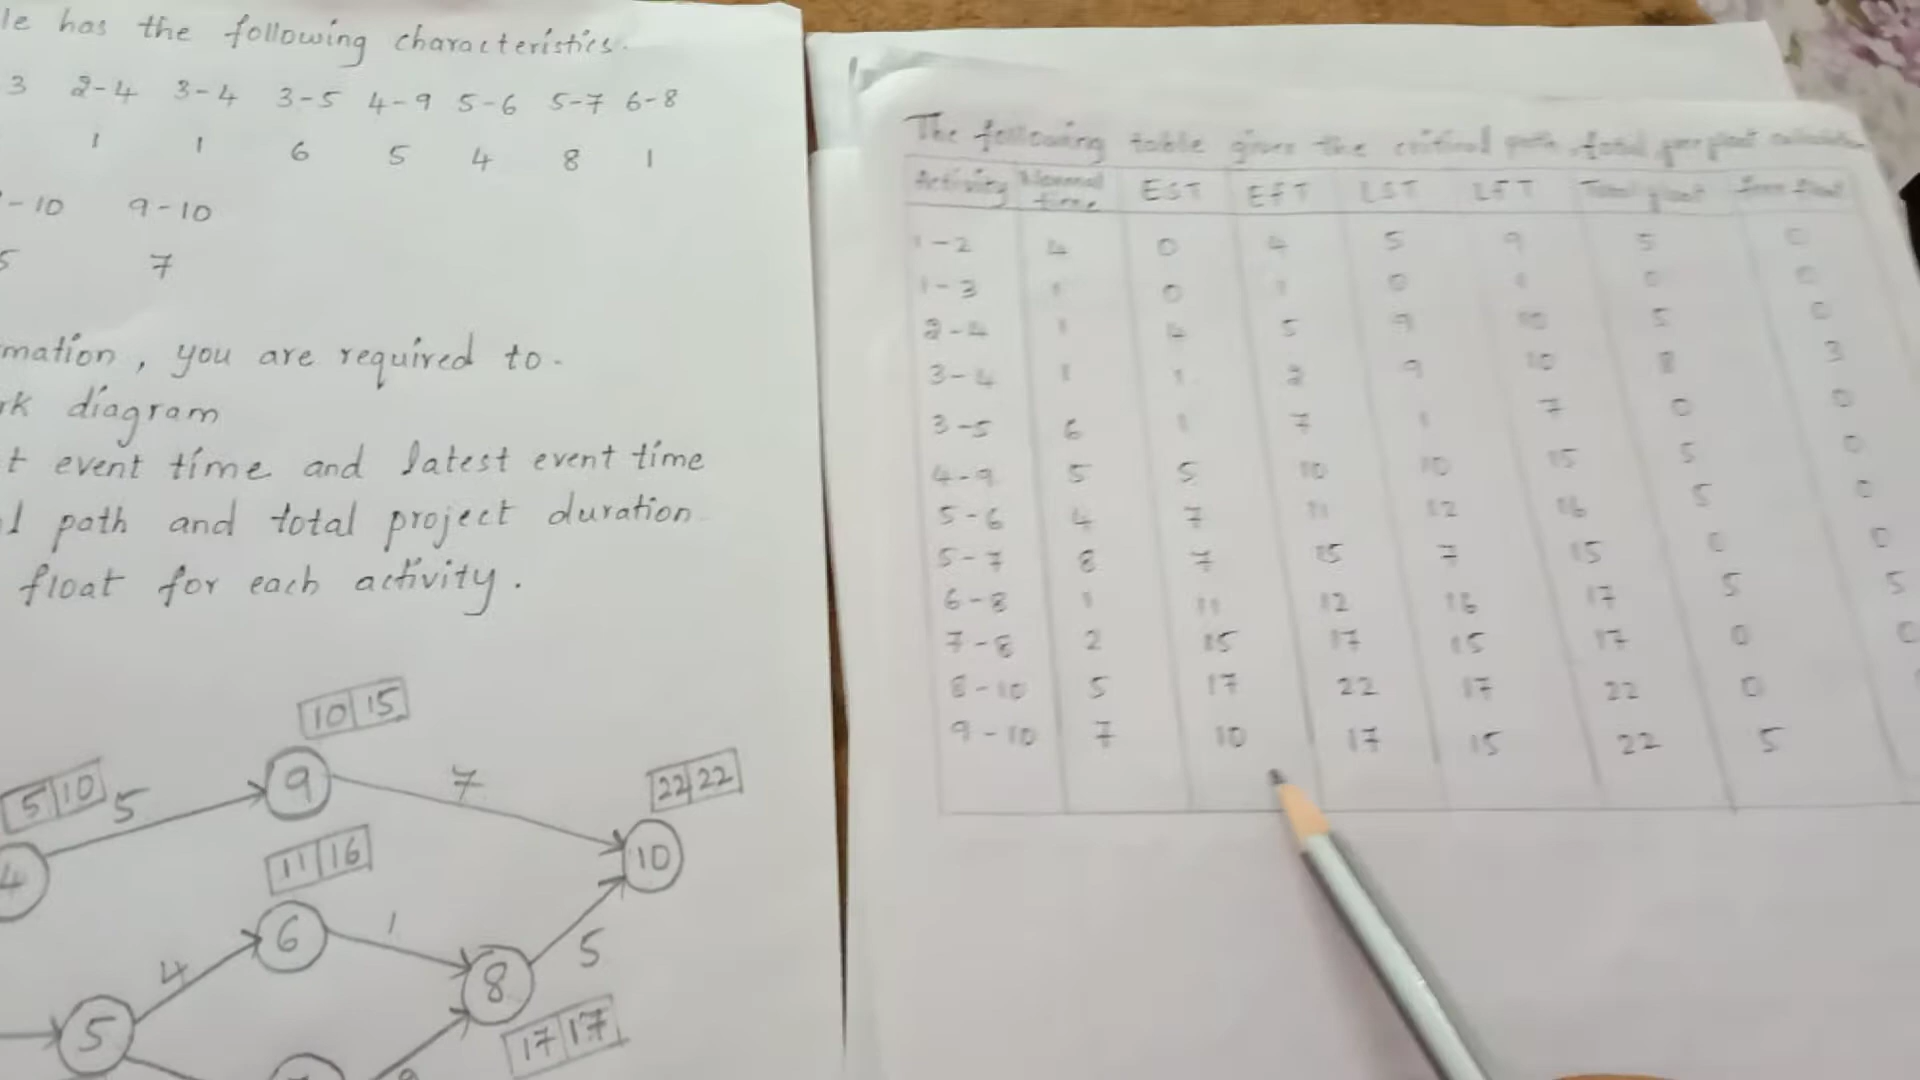 le has the following characteristics.
3 2-4 3-4 3-5 4-9 5-6 5-7 6-8
1 1 6 5 4 8 1
-10 9-10
5 7
mation, you are required to-
rk diagram
t event time and latest event time
l path and total project duration
float for each activity.
10 15
5 10 5
9
7
22 22
4
11 16
10
6
1
4
8
5
5
17 17
The following table gives the critical path, total
Activity Normal time EST EFT LST LFT Total float Free float
1-2 4 0 4 5 9 5 0
1-3 1 0 1 0 1 0 0
2-4 1 4 5 9 10 5 0
3-4 1 1 2 9 10 8 3
3-5 6 1 7 1 7 0 0
4-9 5 5 10 10 15 5 0
5-6 4 7 11 12 16 5 0
5-7 8 7 15 7 15 0 0
6-8 1 11 12 16 17 5 5
7-8 2 15 17 15 17 0 0
8-10 5 17 22 17 22 0
9-10 7 10 17 15 22 5